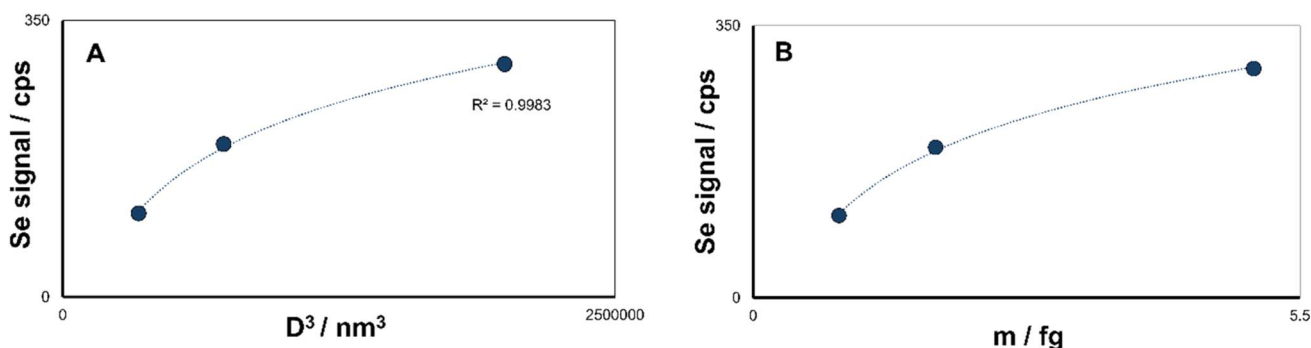 350
A
Se signal / cps
R² = 0.9983
0
0
D³ / nm³
2500000
350
B
Se signal / cps
0
0
m / fg
5.5